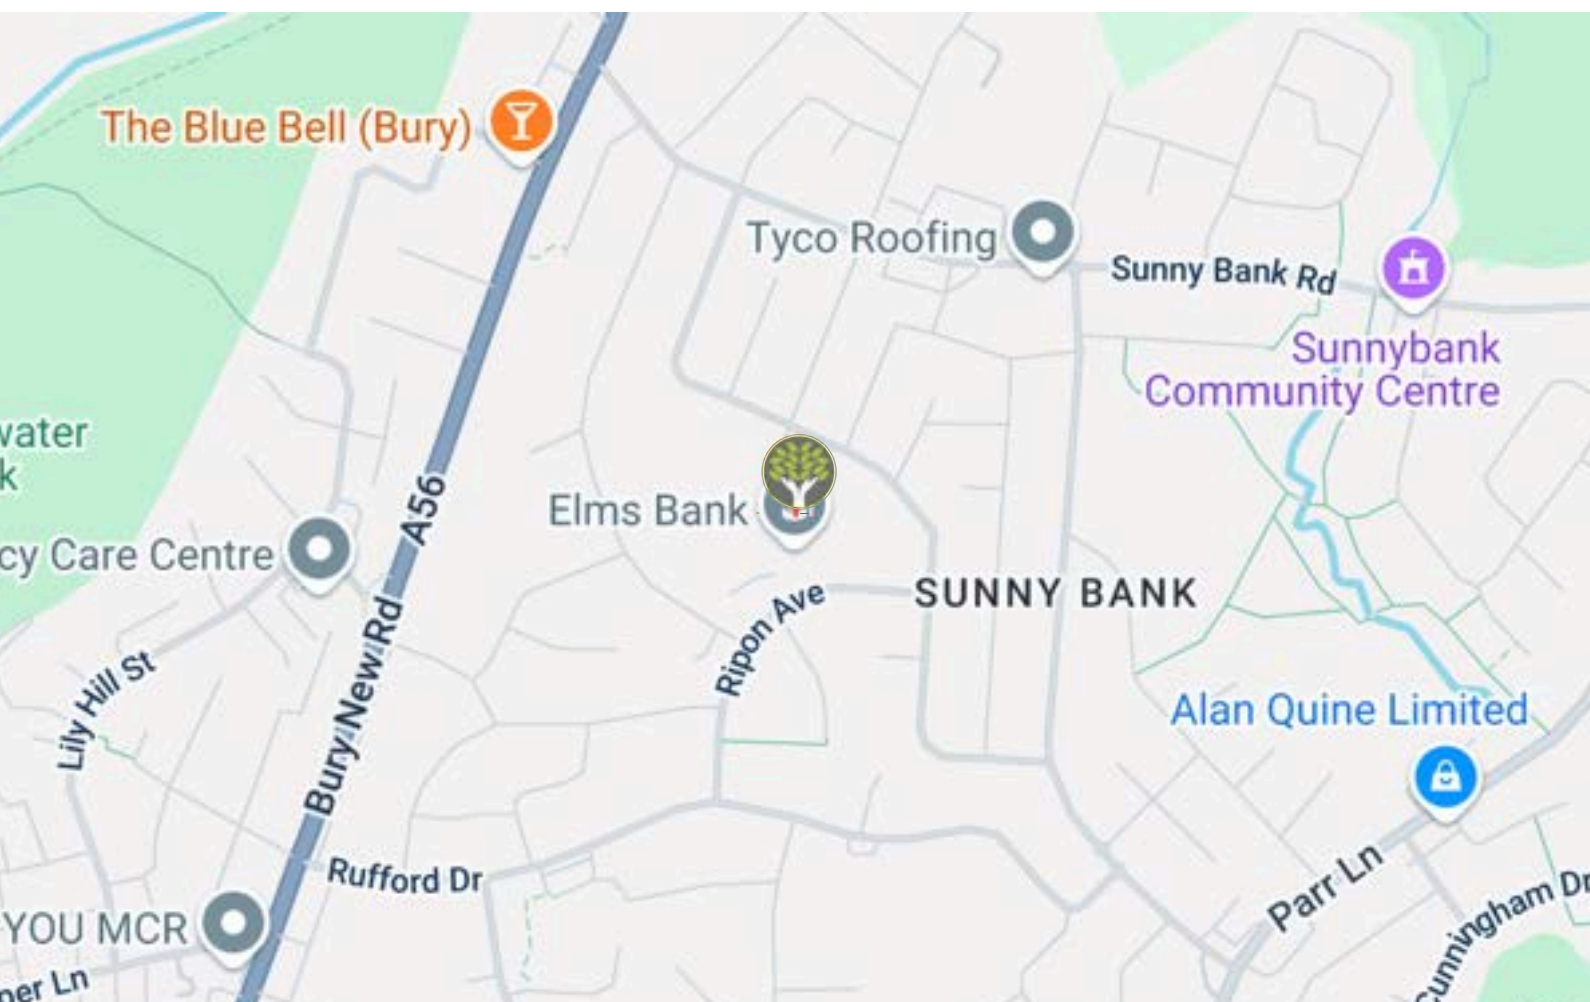 The Blue Bell (Bury)
Tyco Roofing
Sunny Bank Rd
Sunnybank
Community Centre
water
k
A56
Elms Bank
cy Care Centre
SUNNY BANK
Ripon Ave
Lily Hill St
Bury New Rd
Alan Quine Limited
Rufford Dr
Parr Ln
YOU MCR
per Ln
Cunningham Dr